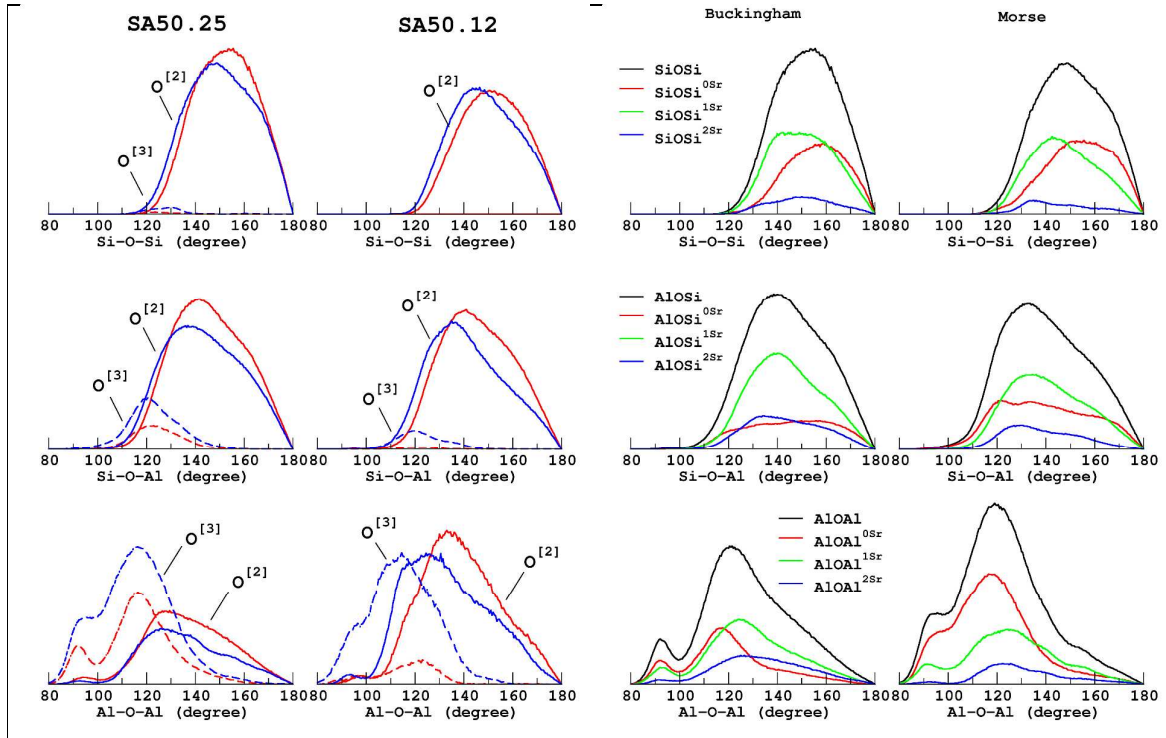 SA50.25
SA50.12
O[2]
O[3]
80 100 120 140 160 180
Si-O-Si (degree)
O[2]
80 100 120 140 160 180
Si-O-Si (degree)
O[2]
O[3]
80 100 120 140 160 180
Si-O-Al (degree)
O[2]
O[3]
80 100 120 140 160 180
Si-O-Al (degree)
O[3]
O[2]
80 100 120 140 160 180
Al-O-Al (degree)
O[3]
O[2]
80 100 120 140 160 180
Al-O-Al (degree)
Buckingham
Morse
SiOSi
SiOSi0Sr
SiOSi1Sr
SiOSi2Sr
80 100 120 140 160 180
Si-O-Si (degree)
80 100 120 140 160 180
Si-O-Si (degree)
AlOSi
AlOSi0Sr
AlOSi1Sr
AlOSi2Sr
80 100 120 140 160 180
Si-O-Al (degree)
80 100 120 140 160 180
Si-O-Al (degree)
AlOAl
AlOAl0Sr
AlOAl1Sr
AlOAl2Sr
80 100 120 140 160 180
Al-O-Al (degree)
80 100 120 140 160 180
Al-O-Al (degree)